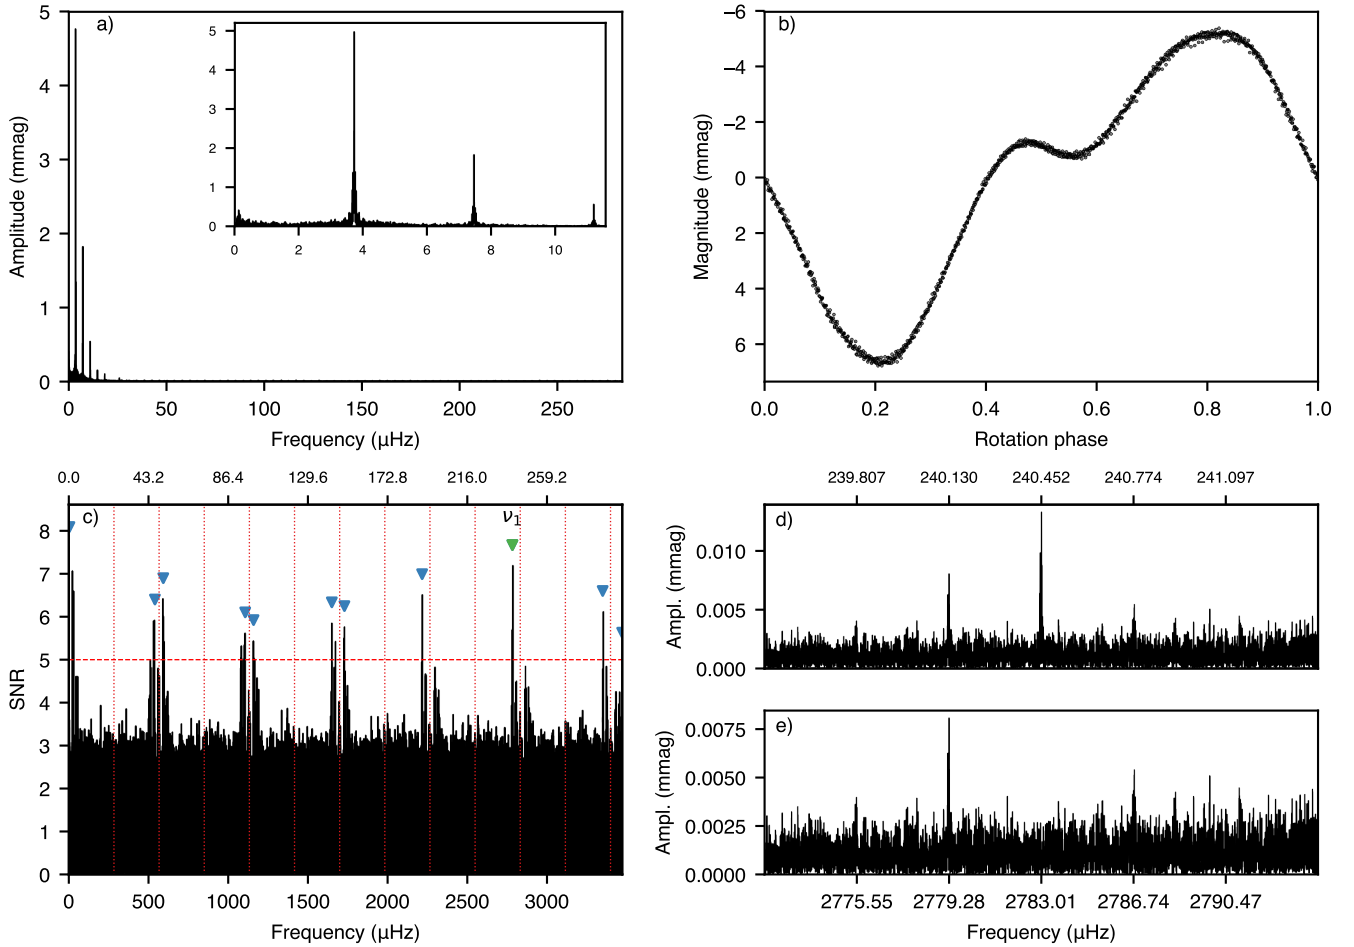 a)
Amplitude (mmag)
5
4
3
2
1
0
0 50 100 150 200 250
Frequency (μHz)
5
4
3
2
1
0
0 2 4 6 8 10
b)
Magnitude (mmag)
−6
−4
−2
0
2
4
6
0.0 0.2 0.4 0.6 0.8 1.0
Rotation phase
0.0 43.2 86.4 129.6 172.8 216.0 259.2
c)
ν1
SNR
8
7
6
5
4
3
2
1
0
0 500 1000 1500 2000 2500 3000
Frequency (μHz)
239.807 240.130 240.452 240.774 241.097
d)
Ampl. (mmag)
0.010
0.005
0.000
e)
Ampl. (mmag)
0.0075
0.0050
0.0025
0.0000
2775.55 2779.28 2783.01 2786.74 2790.47
Frequency (μHz)